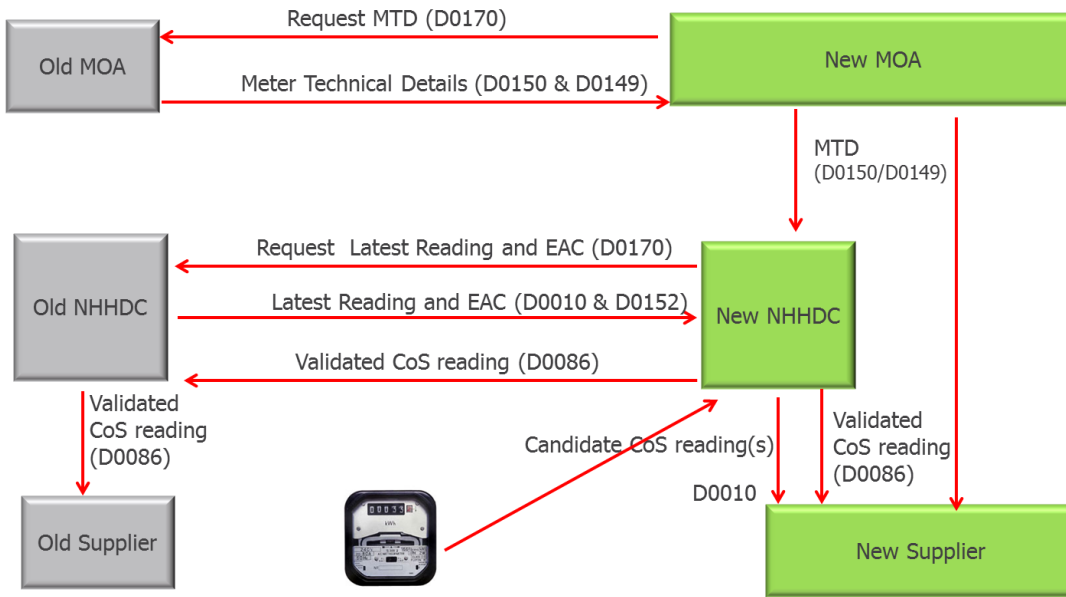 Request MTD (D0170)
Old MOA
New MOA
Meter Technical Details (D0150 & D0149)
MTD
(D0150/D0149)
Request  Latest Reading and EAC (D0170)
Old NHHDC
Latest Reading and EAC (D0010 & D0152)
New NHHDC
Validated CoS reading (D0086)
Validated
CoS reading
(D0086)
Candidate CoS reading(s)
Validated
CoS reading
(D0086)
D0010
00033
kWh
Old Supplier
New Supplier